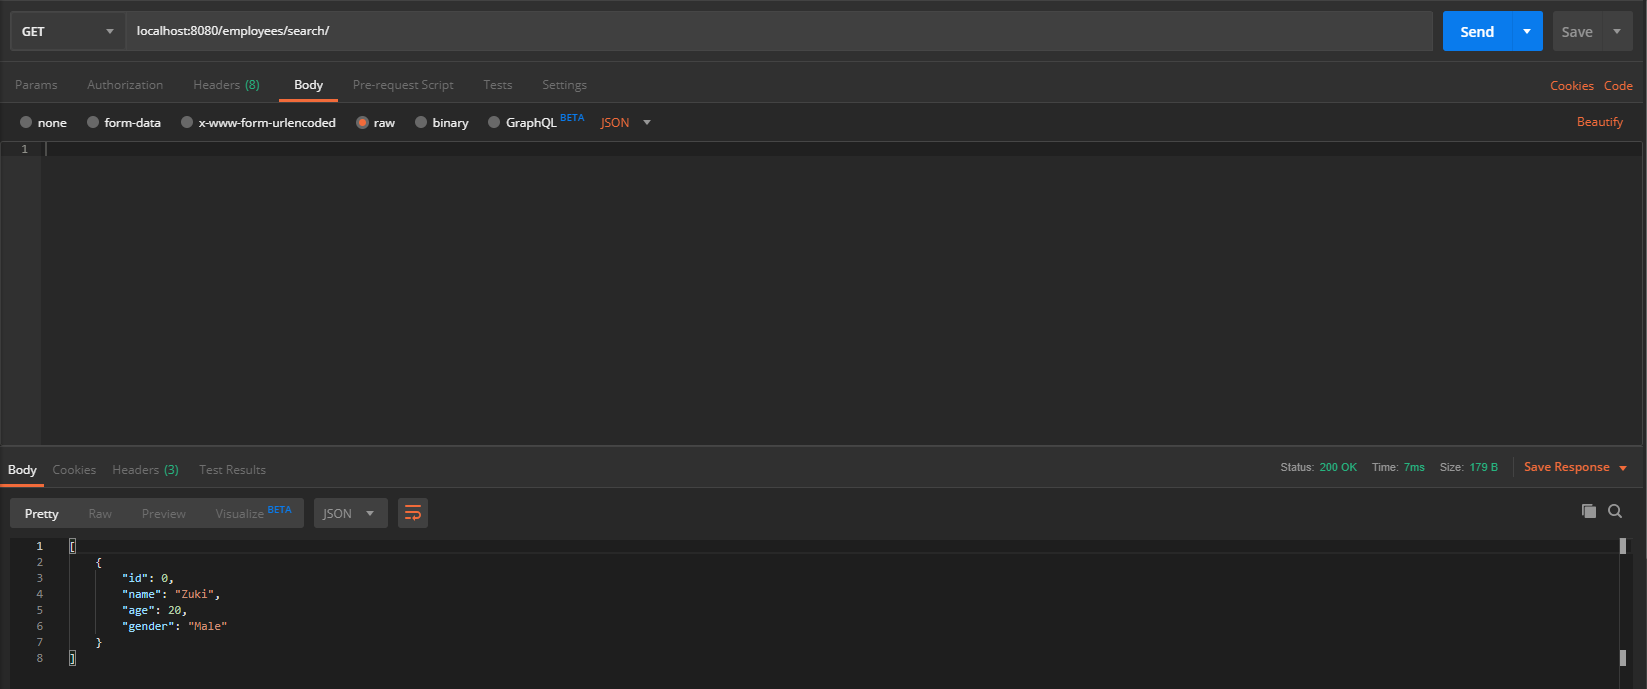 GET localhost:8080/employees/search/ Send Save
Params Authorization Headers (8) Body Pre-request Script Tests Settings Cookies Code
none form-data x-www-form-urlencoded raw binary GraphQL BETA JSON Beautify
1
Body Cookies Headers (3) Test Results Status: 200 OK Time: 7ms Size: 179 B Save Response
Pretty Raw Preview Visualize BETA JSON
1 [
2 {
3 "id": 0,
4 "name": "Zuki",
5 "age": 20,
6 "gender": "Male"
7 }
8 ]